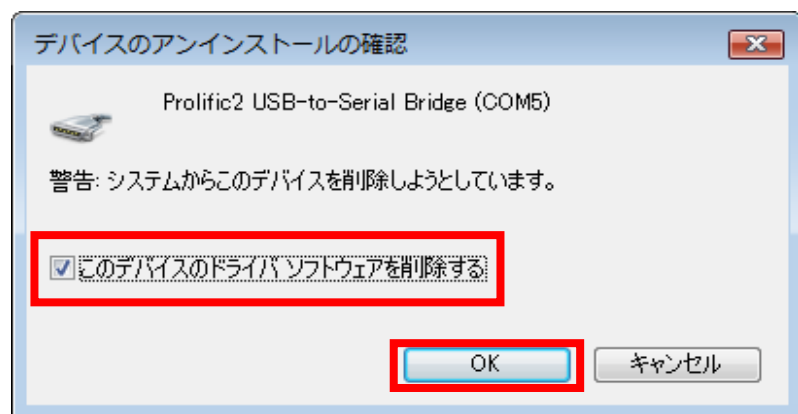 デバイスのアンインストールの確認
Prolific2 USB-to-Serial Bridge (COM5)
警告: システムからこのデバイスを削除しようとしています。
このデバイスのドライバ ソフトウェアを削除する
OK キャンセル